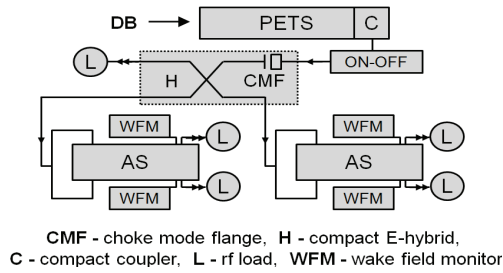 DB
PETS
C
L
H
CMF
ON-OFF
WFM
L
AS
L
WFM
WFM
L
AS
L
WFM
CMF - choke mode flange, H - compact E-hybrid,
C - compact coupler, L - rf load, WFM - wake field monitor